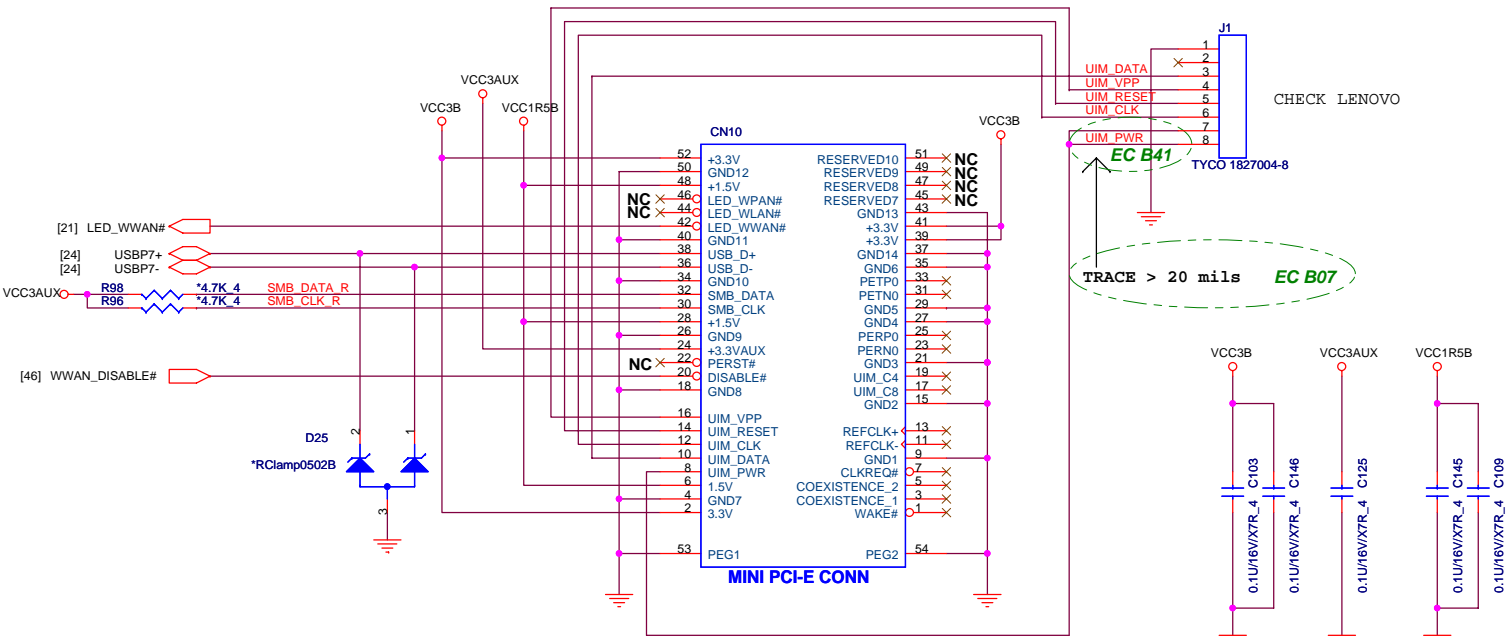 J1
1
2
UIM_DATA 3
UIM_VPP 4
UIM_RESET 5
UIM_CLK 6
7
UIM_PWR 8
CHECK LENOVO
EC B41
TYCO 1827004-8
TRACE > 20 mils EC B07
VCC3AUX
VCC3B
VCC1R5B
VCC3B
CN10
52 +3.3V
50 GND12
48 +1.5V
NC 46 LED_WPAN#
NC 44 LED_WLAN#
42 LED_WWAN#
40 GND11
38 USB_D+
36 USB_D-
34 GND10
32 SMB_DATA
30 SMB_CLK
28 +1.5V
26 GND9
24 +3.3VAUX
NC 22 PERST#
20 DISABLE#
18 GND8
16 UIM_VPP
14 UIM_RESET
12 UIM_CLK
10 UIM_DATA
8 UIM_PWR
6 1.5V
4 GND7
2 3.3V
53 PEG1
RESERVED10 51 NC
RESERVED9 49 NC
RESERVED8 47 NC
RESERVED7 45 NC
GND13 43
+3.3V 41
+3.3V 39
GND14 37
GND6 35
PETP0 33
PETN0 31
GND5 29
GND4 27
PERP0 25
PERN0 23
GND3 21
UIM_C4 19
UIM_C8 17
GND2 15
REFCLK+ 13
REFCLK- 11
GND1 9
CLKREQ# 7
COEXISTENCE_2 5
COEXISTENCE_1 3
WAKE# 1
PEG2 54
MINI PCI-E CONN
[21] LED_WWAN#
[24] USBP7+
[24] USBP7-
VCC3AUX
R98 *4.7K_4 SMB_DATA_R
R96 *4.7K_4 SMB_CLK_R
[46] WWAN_DISABLE#
D25
*RClamp0502B
2
1
3
VCC3B
VCC3AUX
VCC1R5B
C103
0.1U/16V/X7R_4
C146
0.1U/16V/X7R_4
C125
0.1U/16V/X7R_4
C145
0.1U/16V/X7R_4
C109
0.1U/16V/X7R_4